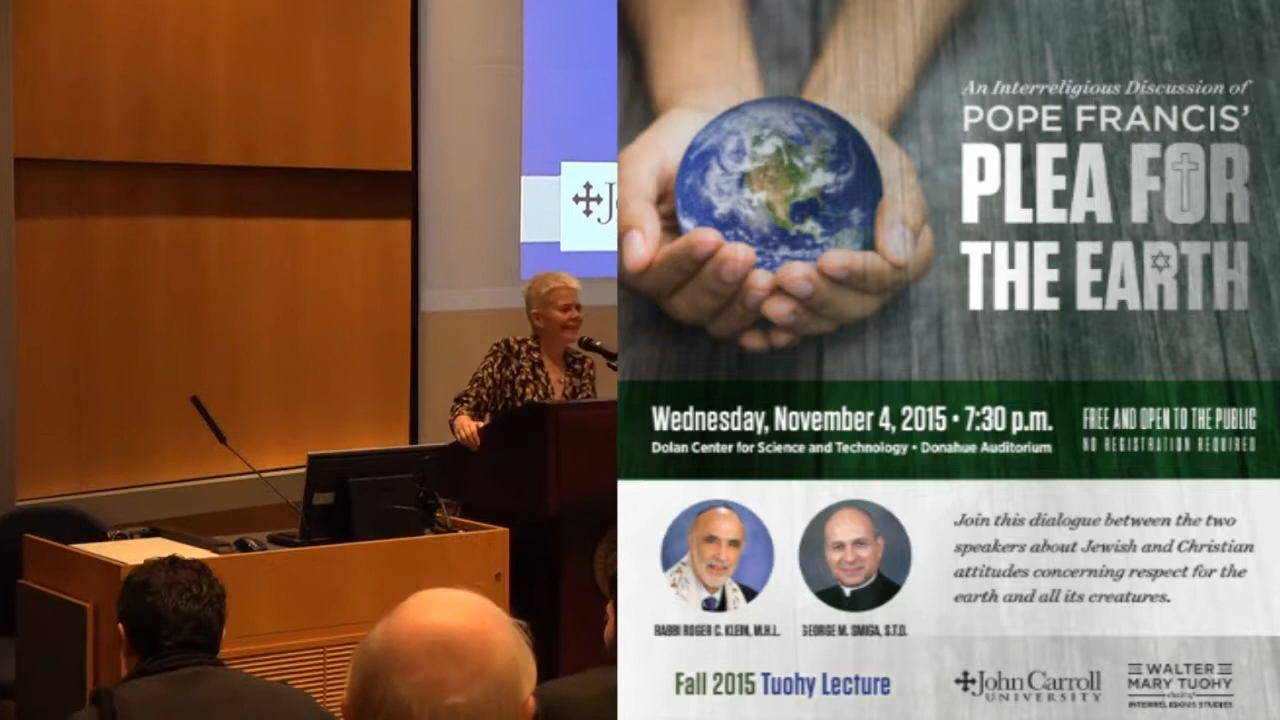 J
An Interreligious Discussion of
POPE FRANCIS'
PLEA FOR
THE EARTH
Wednesday, November 4, 2015 • 7:30 p.m.
Dolan Center for Science and Technology • Donahue Auditorium
FREE AND OPEN TO THE PUBLIC
NO REGISTRATION REQUIRED
Join this dialogue between the two
speakers about Jewish and Christian
attitudes concerning respect for the
earth and all its creatures.
RABBI ROGER C. KLEIN, M.H.L.
GEORGE M. SMIGA, S.T.D.
Fall 2015 Tuohy Lecture
John Carroll
UNIVERSITY
WALTER
MARY TUOHY
chair of
INTERRELIGIOUS STUDIES